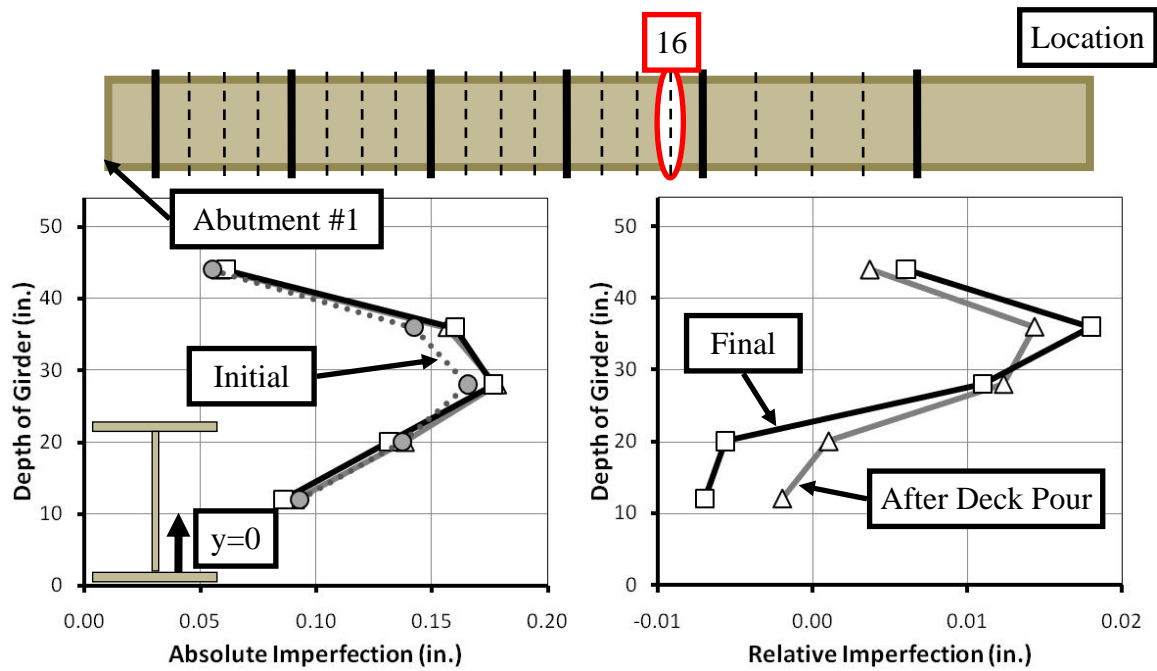 16
Location
Abutment #1
Depth of Girder (in.)
50
40
30
20
10
0
Initial
y=0
0.00 0.05 0.10 0.15 0.20
Absolute Imperfection (in.)
Depth of Girder (in.)
50
40
30
20
10
0
Final
After Deck Pour
-0.01 0.00 0.01 0.02
Relative Imperfection (in.)